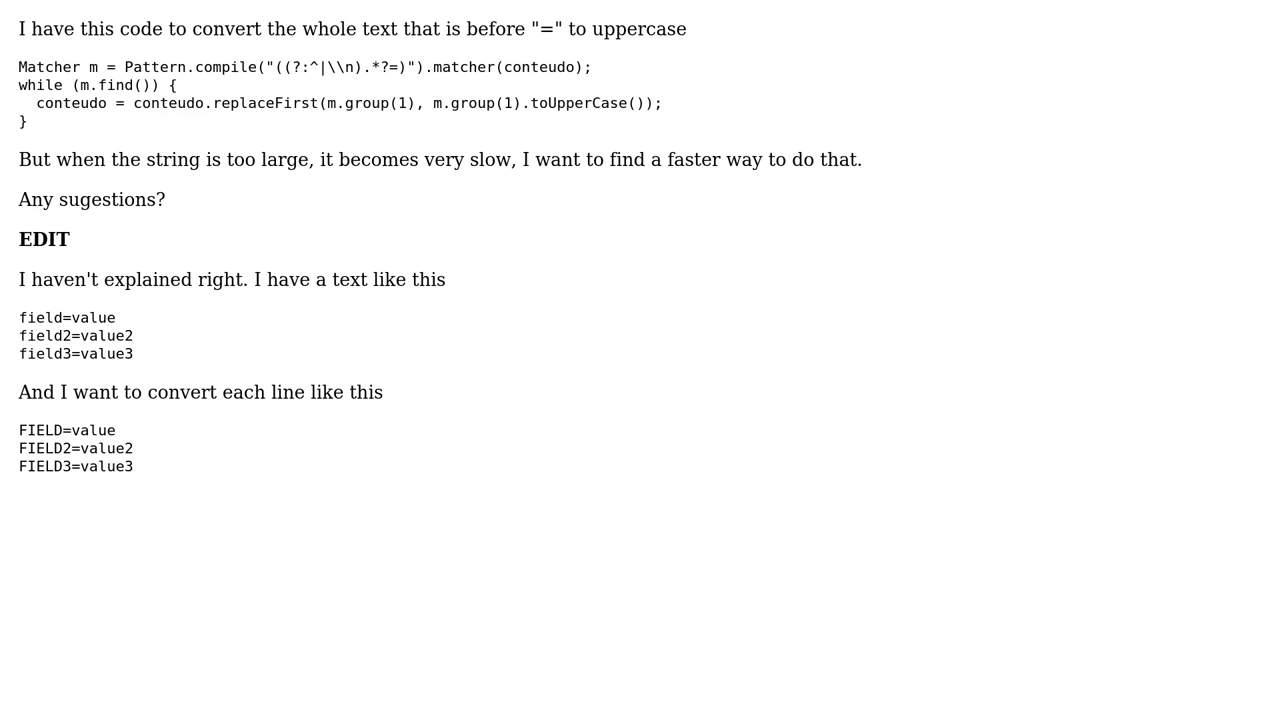 I have this code to convert the whole text that is before "=" to uppercase
Matcher m = Pattern.compile("((?:^|\\n).*?=)").matcher(conteudo);
while (m.find()) {
  conteudo = conteudo.replaceFirst(m.group(1), m.group(1).toUpperCase());
}
But when the string is too large, it becomes very slow, I want to find a faster way to do that.
Any sugestions?
EDIT
I haven't explained right. I have a text like this
field=value
field2=value2
field3=value3
And I want to convert each line like this
FIELD=value
FIELD2=value2
FIELD3=value3